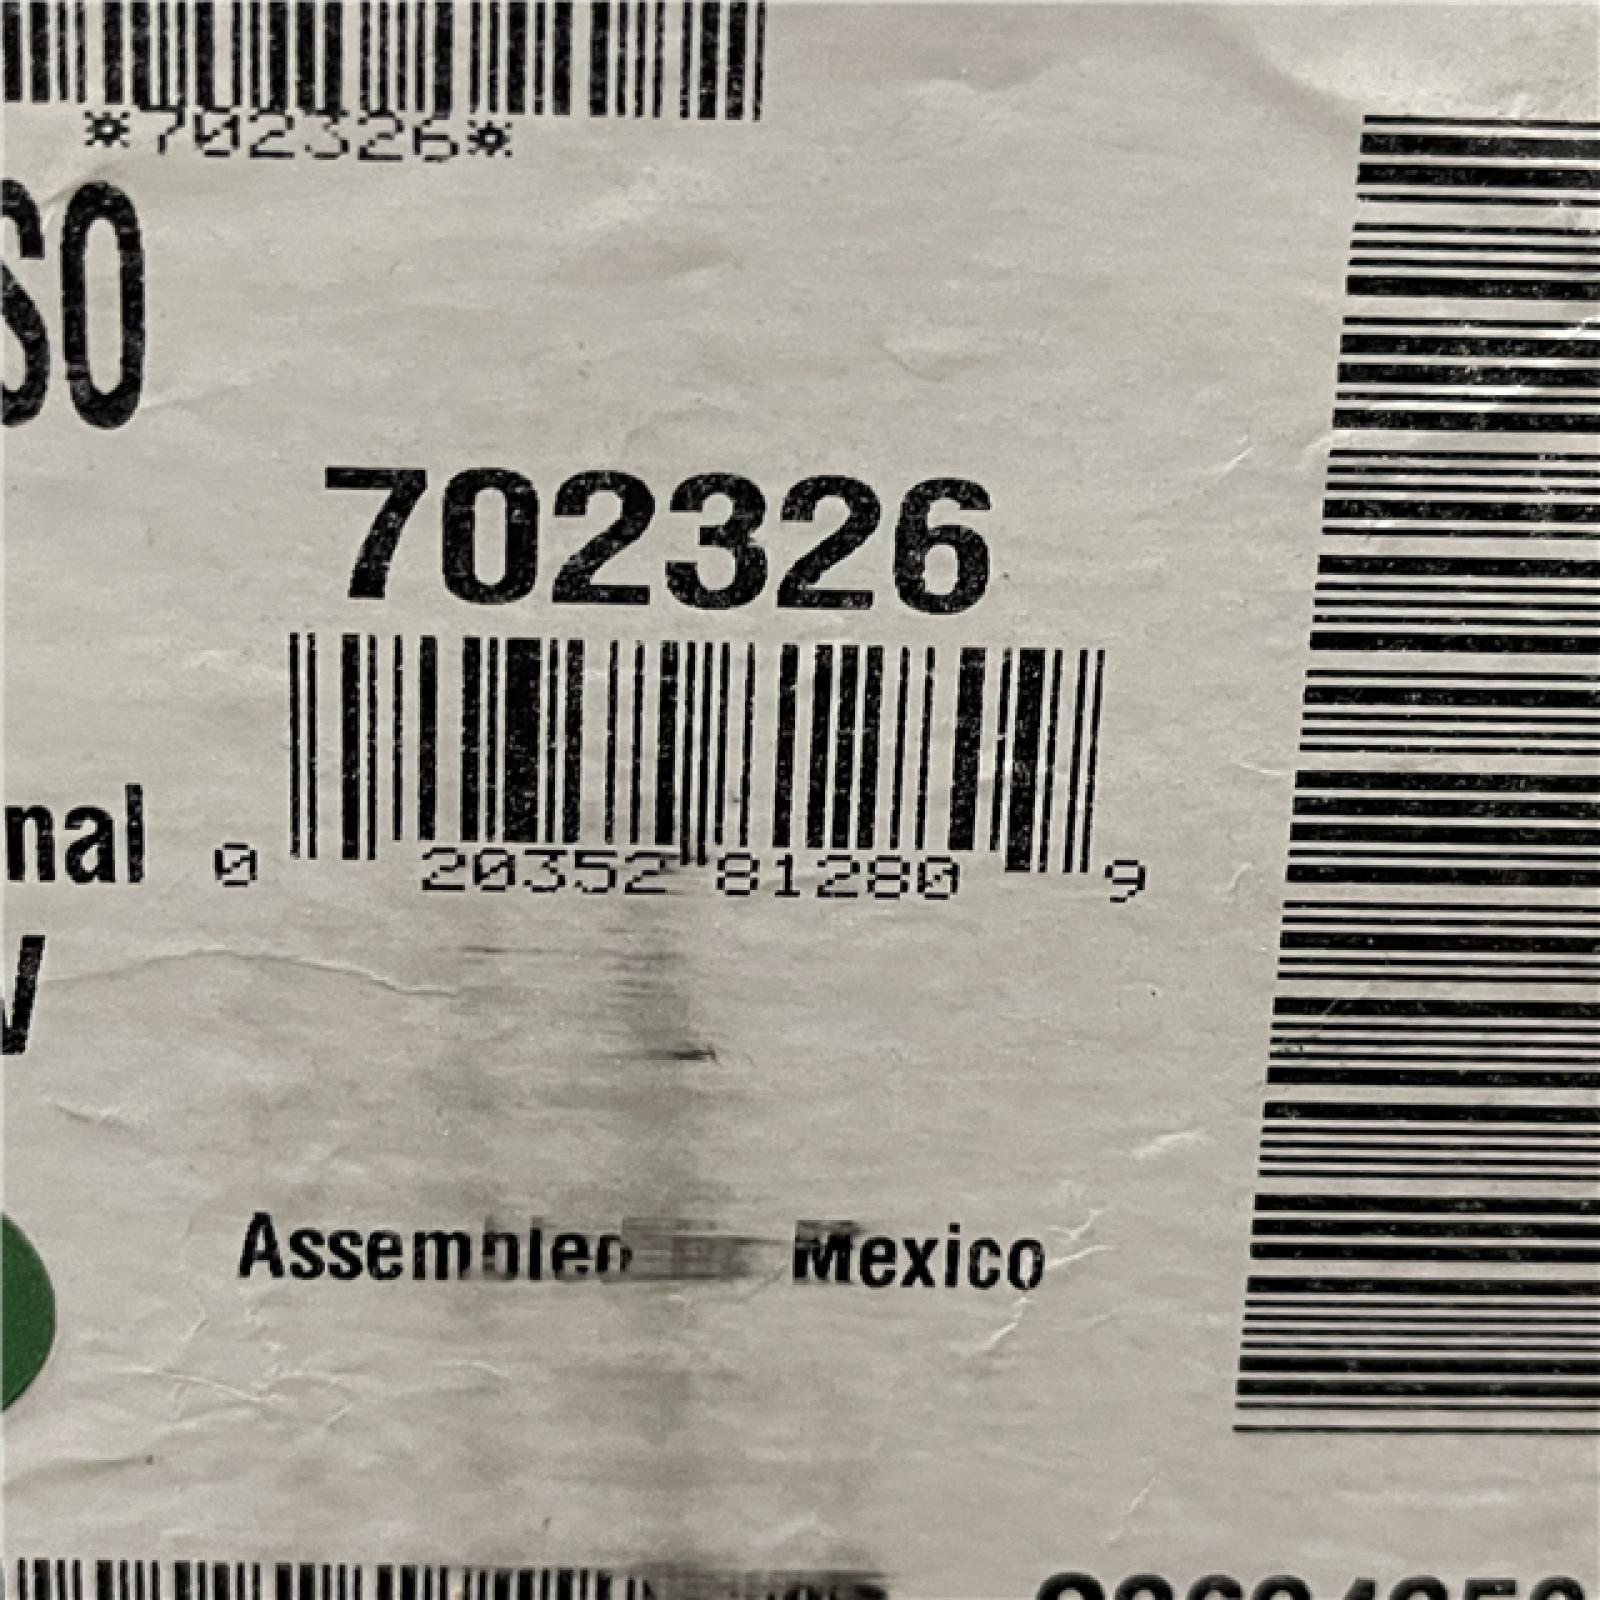 *702326*
SO
702326
0 20352 81280 9
nal
Assembled Mexico